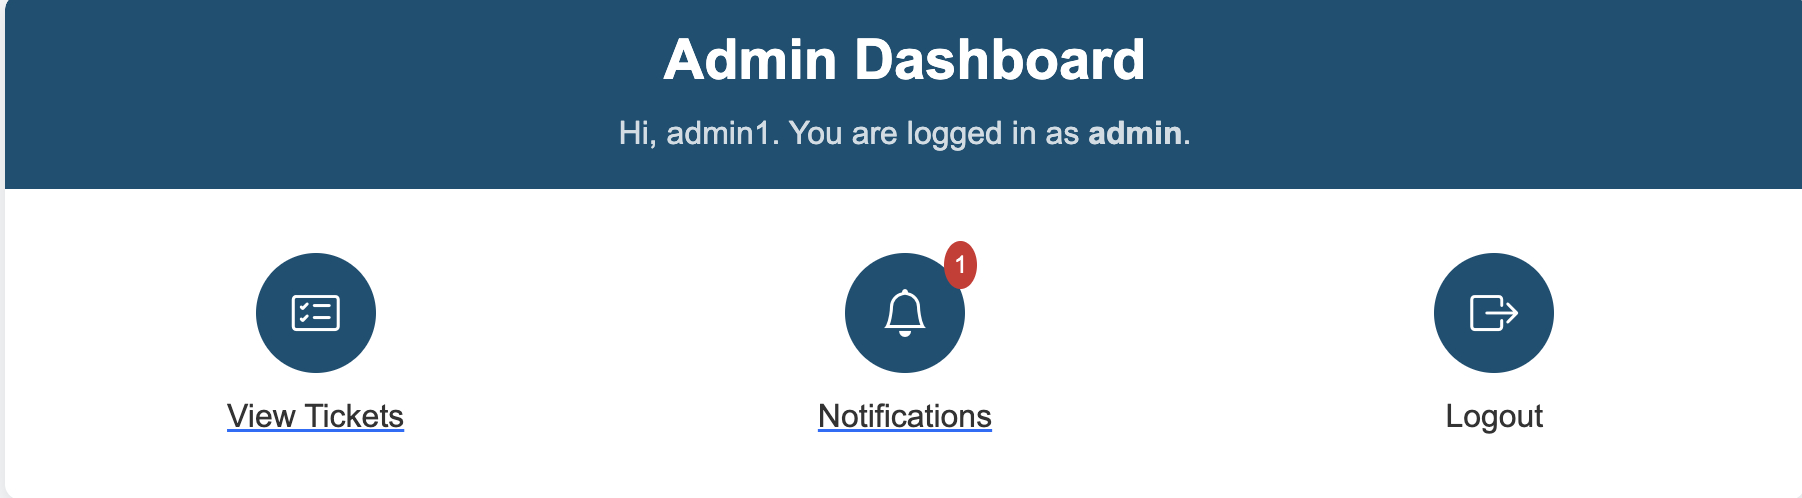 Admin Dashboard
Hi, admin1. You are logged in as admin.
1
View Tickets
Notifications
Logout